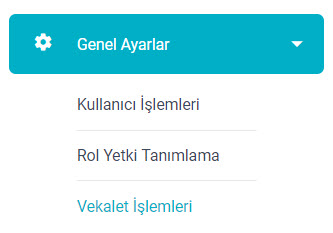 Genel Ayarlar
Kullanıcı İşlemleri
Rol Yetki Tanımlama
Vekalet İşlemleri